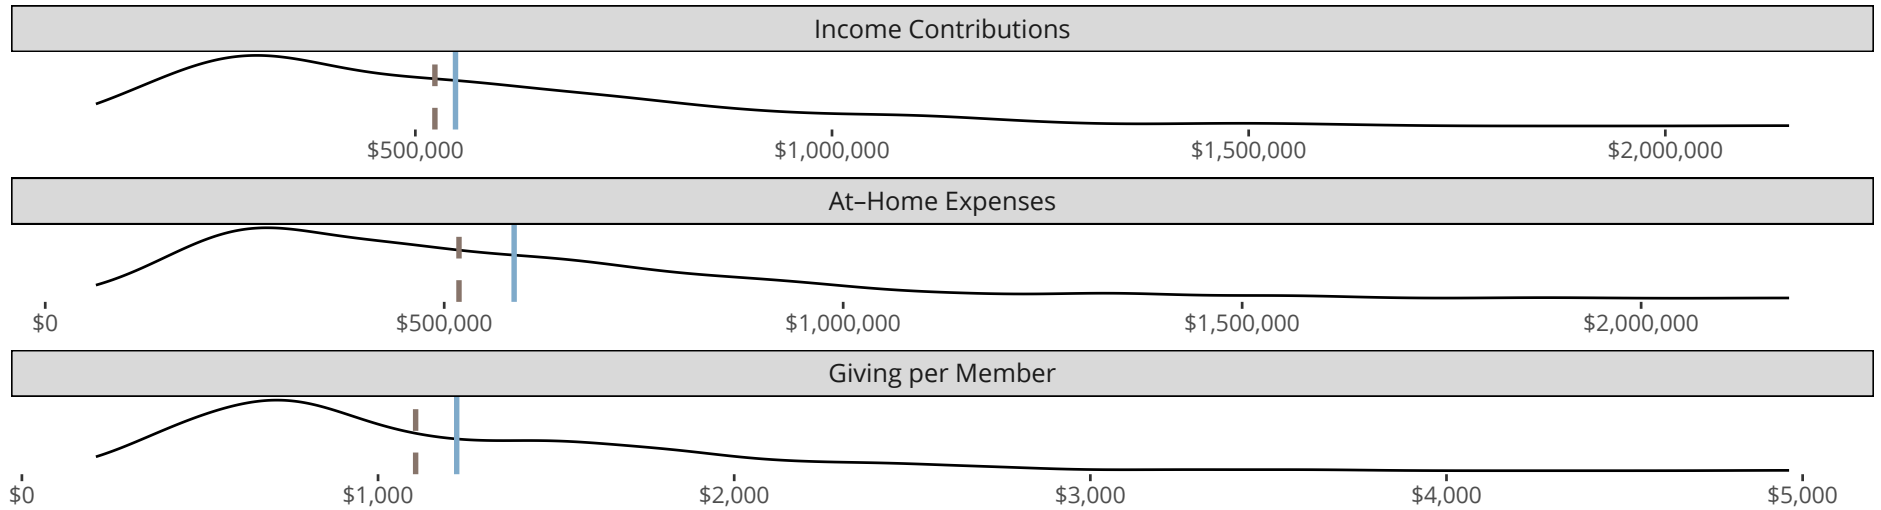 Income Contributions
$500,000 $1,000,000 $1,500,000 $2,000,000
At–Home Expenses
$0 $500,000 $1,000,000 $1,500,000 $2,000,000
Giving per Member
$0 $1,000 $2,000 $3,000 $4,000 $5,000